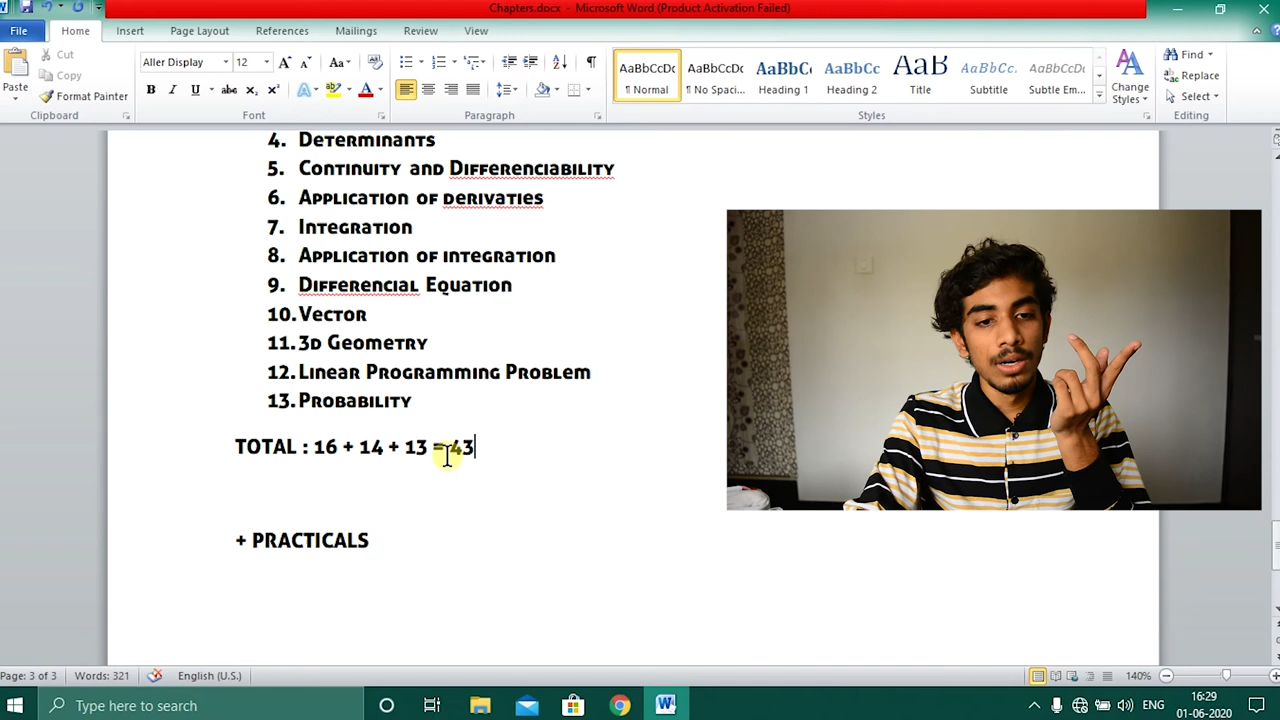 Chapters.docx - Microsoft Word (Product Activation Failed)
File Home Insert Page Layout References Mailings Review View
Cut
Copy
Format Painter
Paste
Clipboard
Aller Display 12
Font
Paragraph
AaBbCcDc AaBbCcDc AaBbC AaBbCc AaB AaBbCc. AaBbCcDc
¶ Normal ¶ No Spaci... Heading 1 Heading 2 Title Subtitle Subtle Em...
Styles
Change Styles
Find
Replace
Select
Editing
4. Determinants
5. Continuity and Differenciability
6. Application of derivaties
7. Integration
8. Application of integration
9. Differencial Equation
10. Vector
11. 3d Geometry
12. Linear Programming Problem
13. Probability
TOTAL : 16 + 14 + 13 = 43
+ PRACTICALS
Page: 3 of 3 Words: 321 English (U.S.) 140%
Type here to search
ENG
16:29
01-06-2020